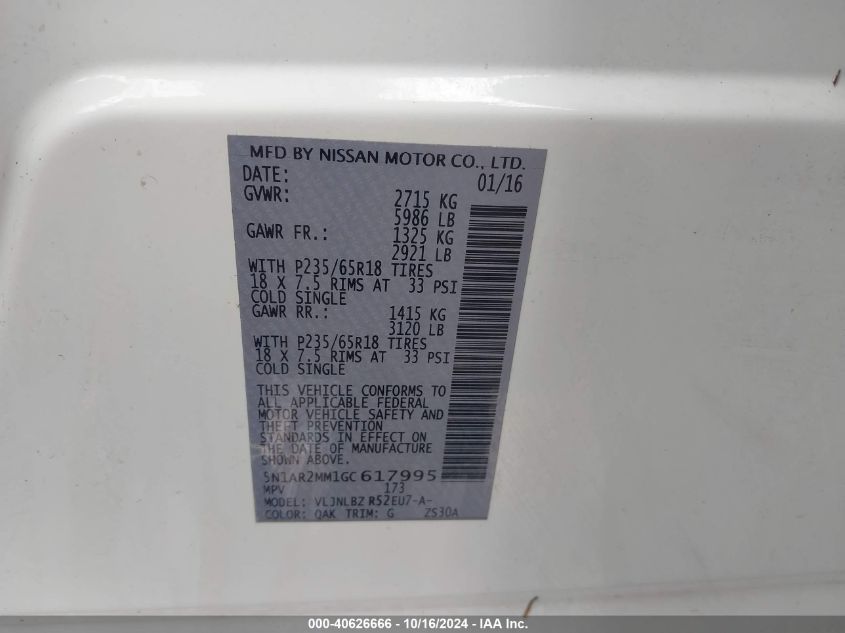 MFD BY NISSAN MOTOR CO., LTD.
DATE: 01/16
GVWR: 2715 KG
5986 LB
GAWR FR.: 1325 KG
2921 LB
WITH P235/65R18 TIRES
18 X 7.5 RIMS AT 33 PSI
COLD SINGLE
GAWR RR.: 1415 KG
3120 LB
WITH P235/65R18 TIRES
18 X 7.5 RIMS AT 33 PSI
COLD SINGLE
THIS VEHICLE CONFORMS TO
ALL APPLICABLE FEDERAL
MOTOR VEHICLE SAFETY AND
THEFT PREVENTION
STANDARDS IN EFFECT ON
THE DATE OF MANUFACTURE
SHOWN ABOVE.
5N1AR2MM1GC617995
MPV 173
MODEL: VLJNLBZ R52EU7-A-
COLOR: QAK TRIM: G ZS30A
000-40626666 - 10/16/2024 - IAA Inc.